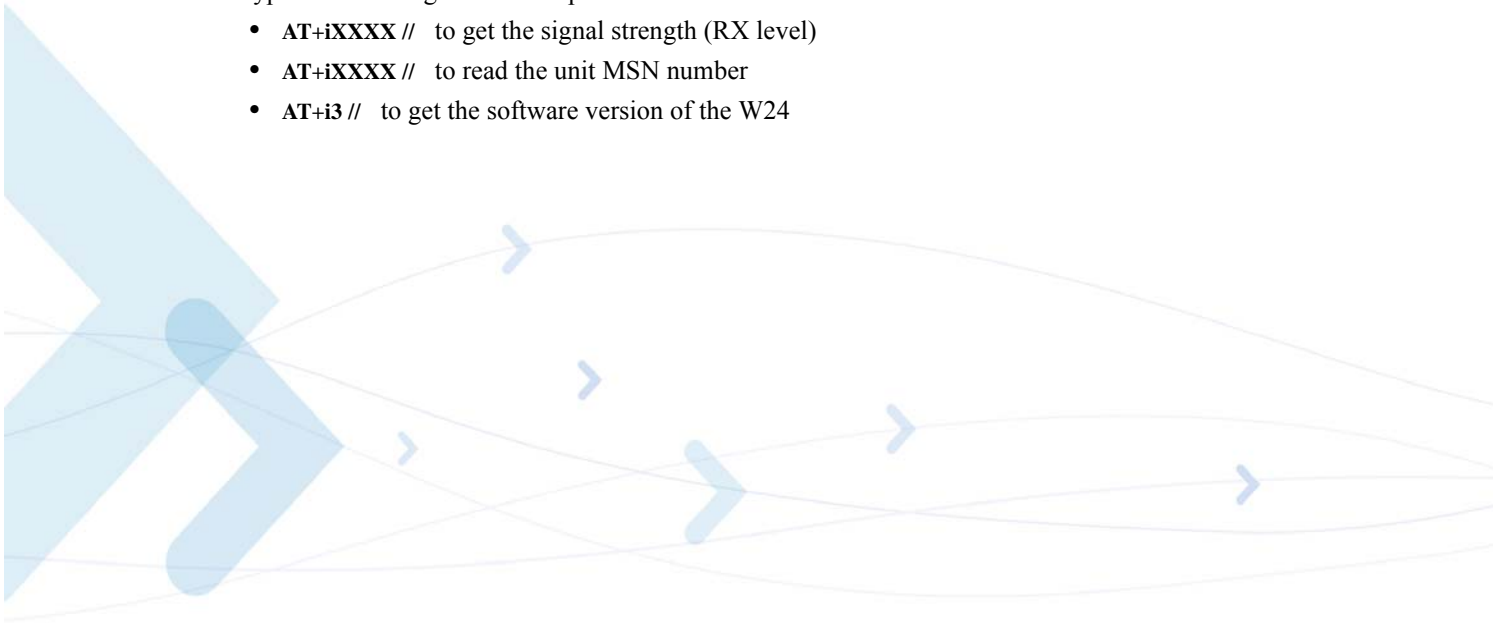 • AT+iXXXX // to get the signal strength (RX level)
• AT+iXXXX // to read the unit MSN number
• AT+i3 // to get the software version of the W24